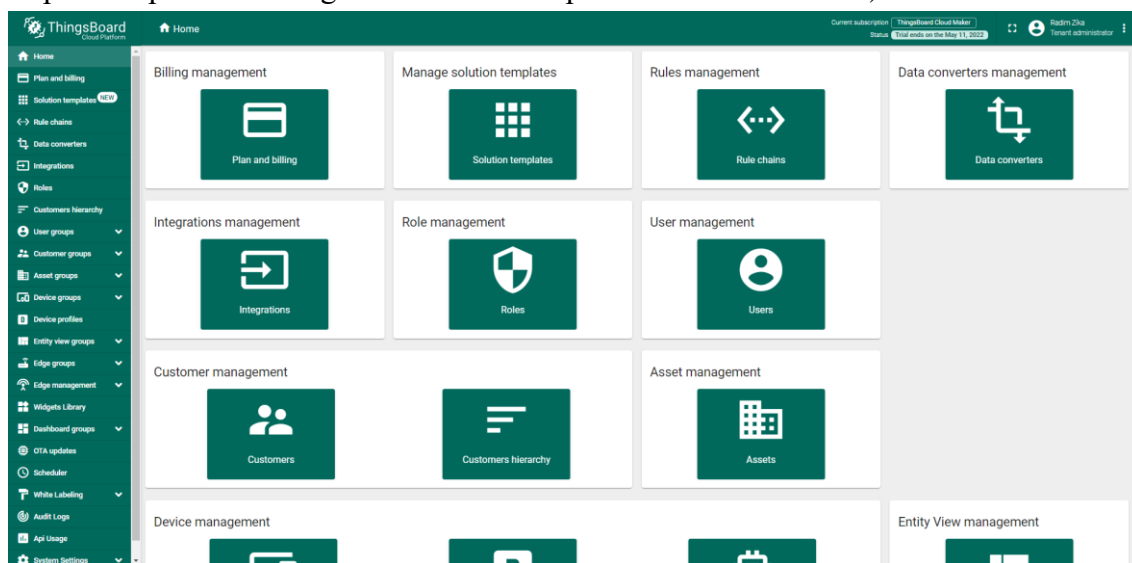 ThingsBoard
Cloud Platform
Home
Current subscription ThingsBoard Cloud Maker
Status Trial ends on the May 11, 2022
Radim Zika
Tenant administrator
Home
Plan and billing
Solution templates NEW
Rule chains
Data converters
Integrations
Roles
Customers hierarchy
User groups
Customer groups
Asset groups
Device groups
Device profiles
Entity view groups
Edge groups
Edge management
Widgets Library
Dashboard groups
OTA updates
Scheduler
White Labeling
Audit Logs
Api Usage
System Settings
Billing management
Plan and billing
Manage solution templates
Solution templates
Rules management
Rule chains
Data converters management
Data converters
Integrations management
Integrations
Role management
Roles
User management
Users
Customer management
Customers
Customers hierarchy
Asset management
Assets
Device management
Entity View management